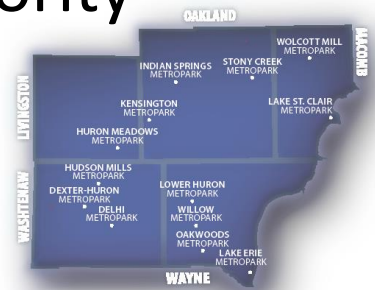 ority
OAKLAND
WOLCOTT MILL
METROPARK
MACOMB
INDIAN SPRINGS
METROPARK
STONY CREEK
METROPARK
LIVINGSTON
KENSINGTON
METROPARK
LAKE ST. CLAIR
METROPARK
HURON MEADOWS
METROPARK
HUDSON MILLS
METROPARK
WASHTENAW
DEXTER-HURON
METROPARK
DELHI
METROPARK
LOWER HURON
METROPARK
WILLOW
METROPARK
OAKWOODS
METROPARK
LAKE ERIE
METROPARK
WAYNE